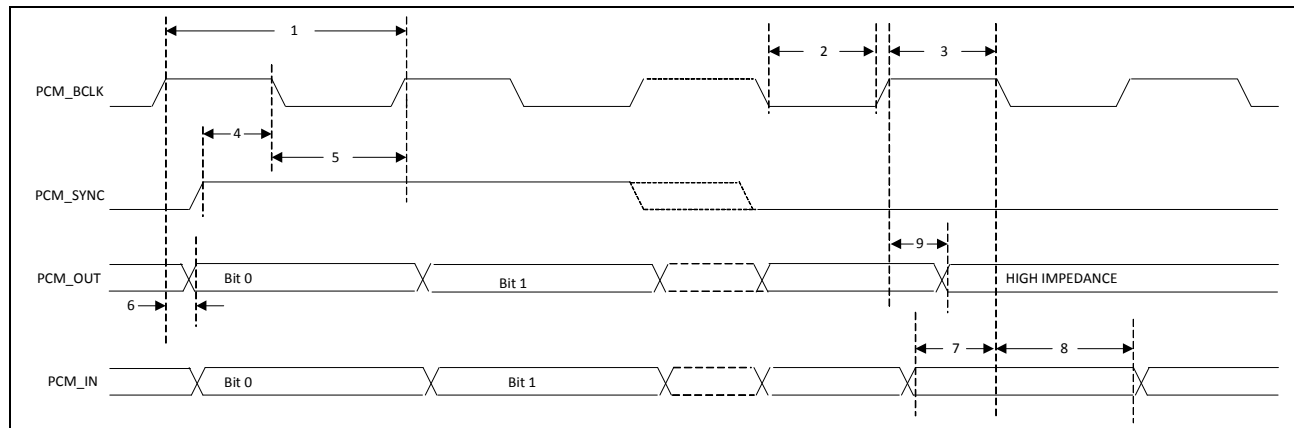 1
2
3
PCM_BCLK
4
5
PCM_SYNC
9
PCM_OUT
Bit 0
Bit 1
HIGH IMPEDANCE
6
7
8
PCM_IN
Bit 0
Bit 1